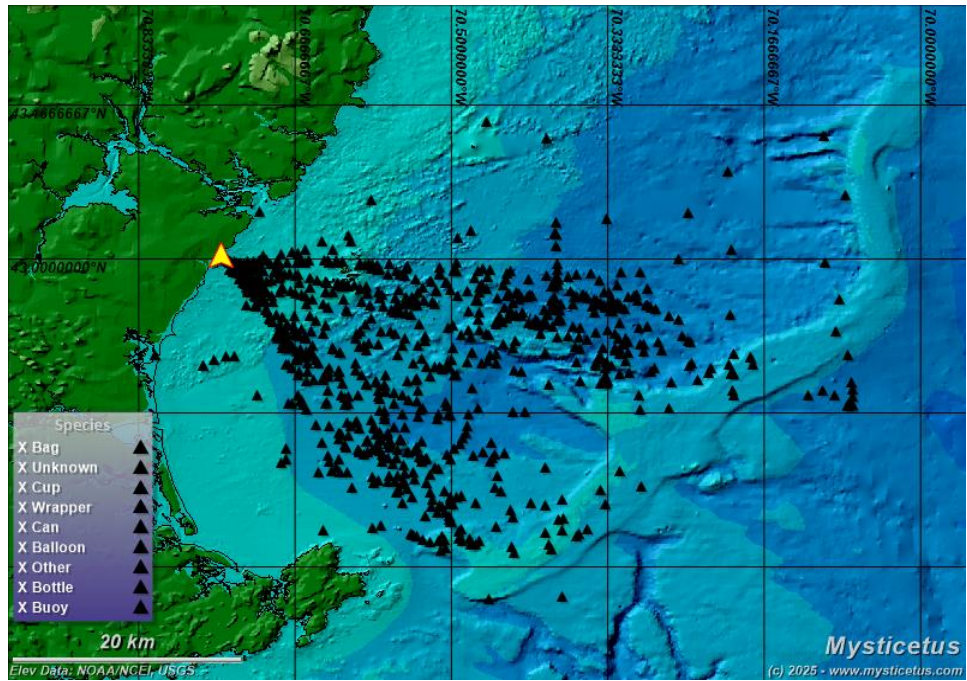 70.6666667°W
70.5000000°W
70.3333333°W
70.1666667°W
70.0000000°W
43.1666667°N
43.0000000°N
Species
X Bag
X Unknown
X Cup
X Wrapper
X Can
X Balloon
X Other
X Bottle
X Buoy
20 km
Elev Data: NOAA/NCEI, USGS
Mysticetus
(c) 2025 - www.mysticetus.com